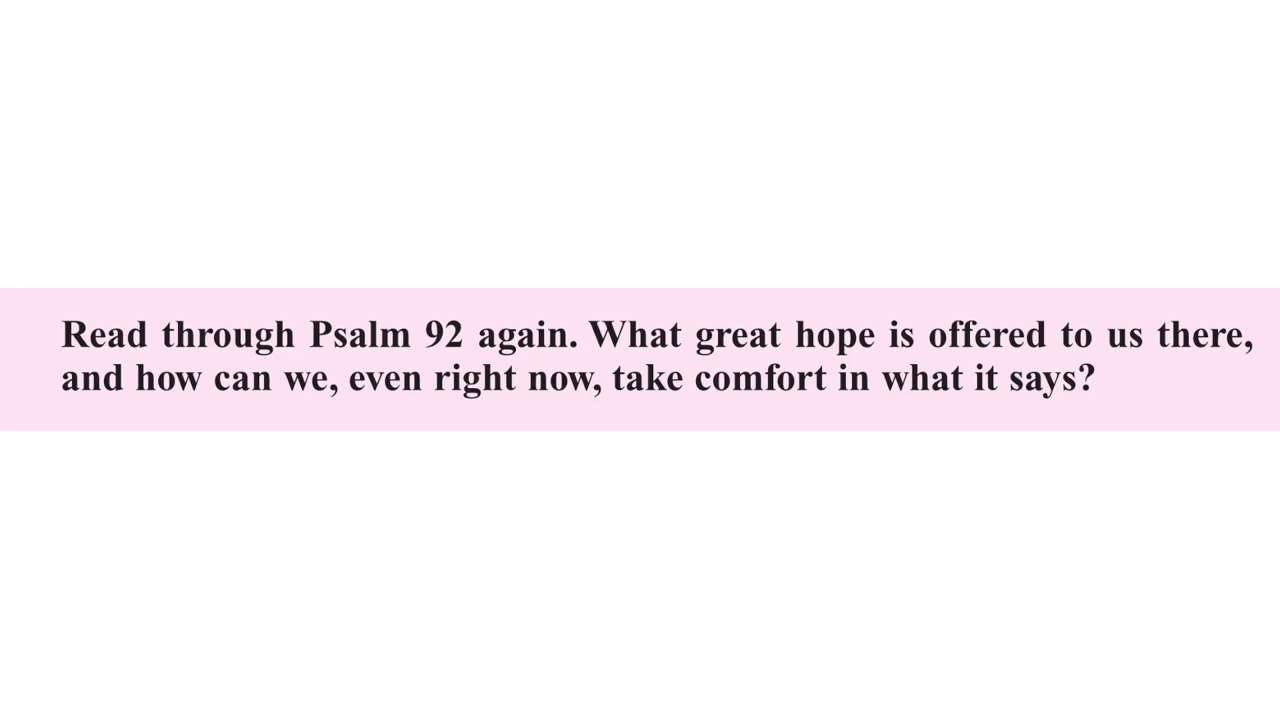 Read through Psalm 92 again. What great hope is offered to us there,
and how can we, even right now, take comfort in what it says?